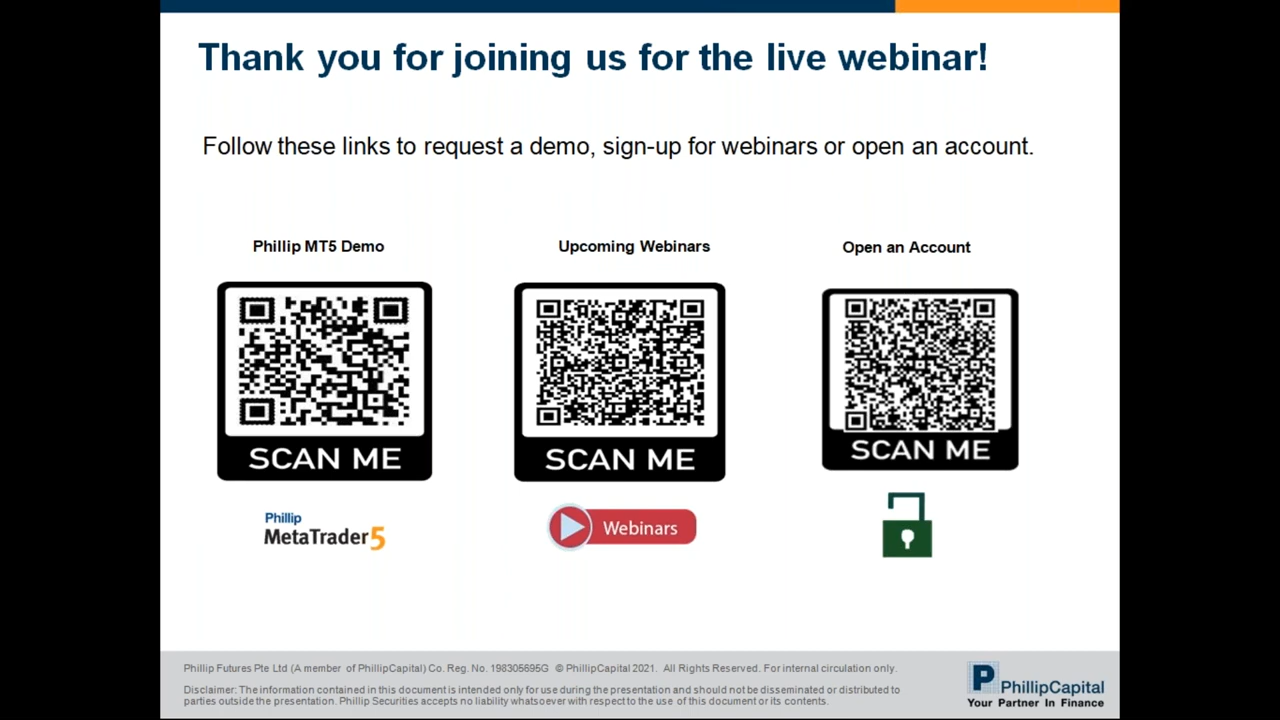 Thank you for joining us for the live webinar!
Follow these links to request a demo, sign-up for webinars or open an account.
Phillip MT5 Demo
Upcoming Webinars
Open an Account
SCAN ME
SCAN ME
SCAN ME
Phillip
MetaTrader5
Webinars
Phillip Futures Pte Ltd (A member of PhillipCapital) Co. Reg. No. 198305695G © PhillipCapital 2021. All Rights Reserved. For internal circulation only.
Disclaimer: The information contained in this document is intended only for use during the presentation and should not be disseminated or distributed to
parties outside the presentation. Phillip Securities accepts no liability whatsoever with respect to the use of this document or its contents.
P PhillipCapital
Your Partner In Finance